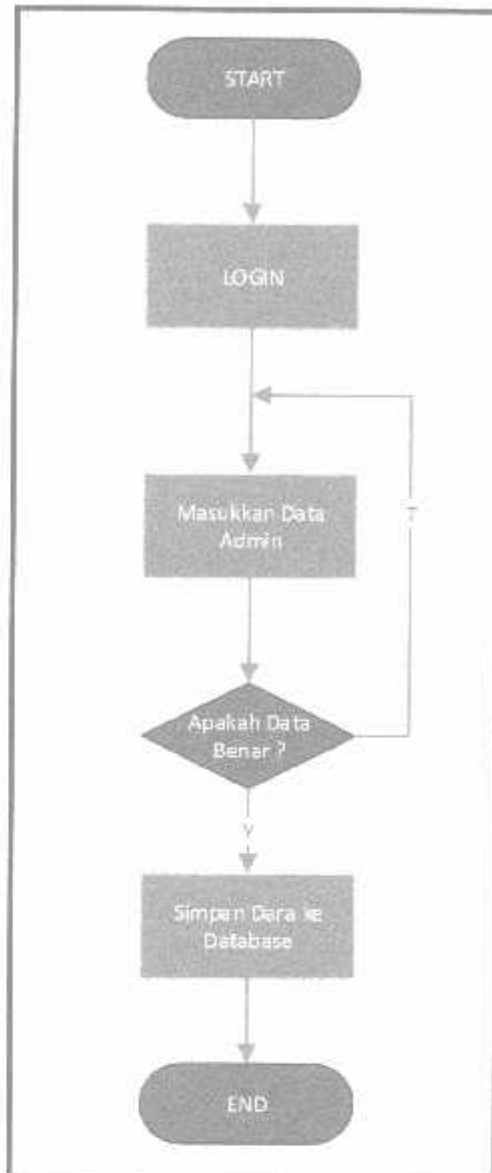 START
LOGIN
Masukkan Data
Admin
T
Apakah Data
Benar ?
Y
Simpan Dara ke
Database
END